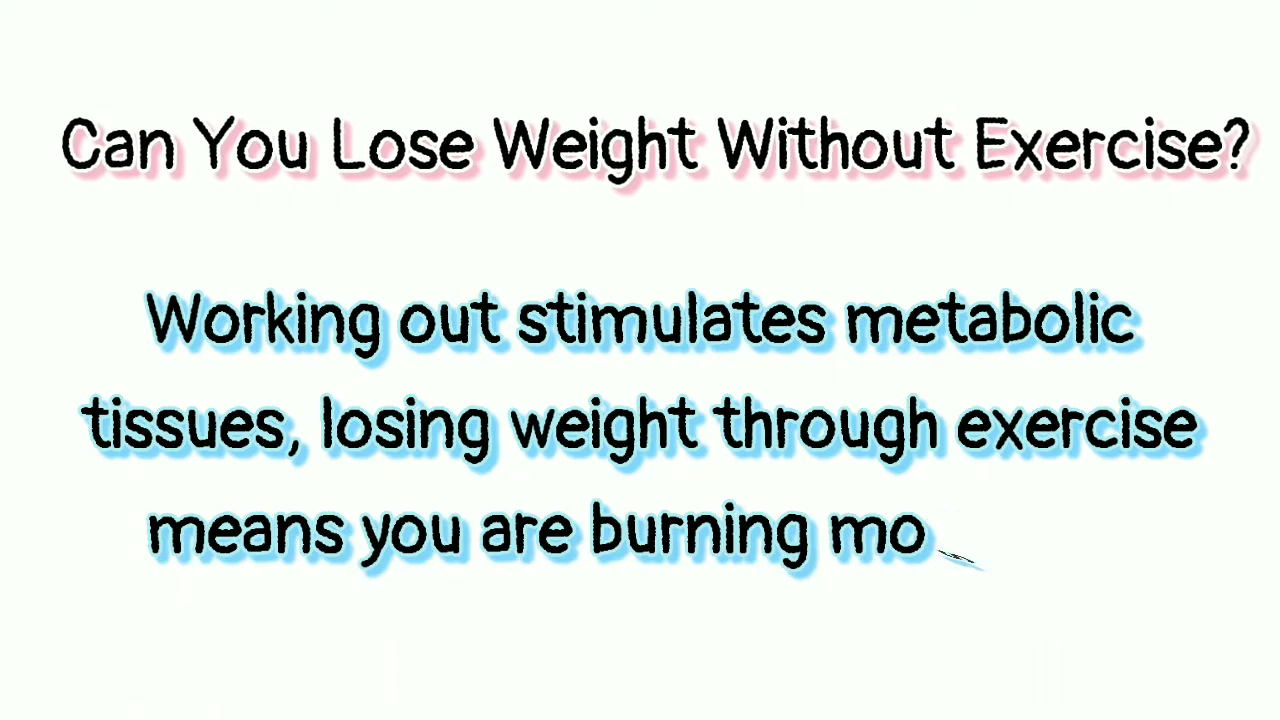 Can You Lose Weight Without Exercise?
Working out stimulates metabolic
tissues, losing weight through exercise
means you are burning mo